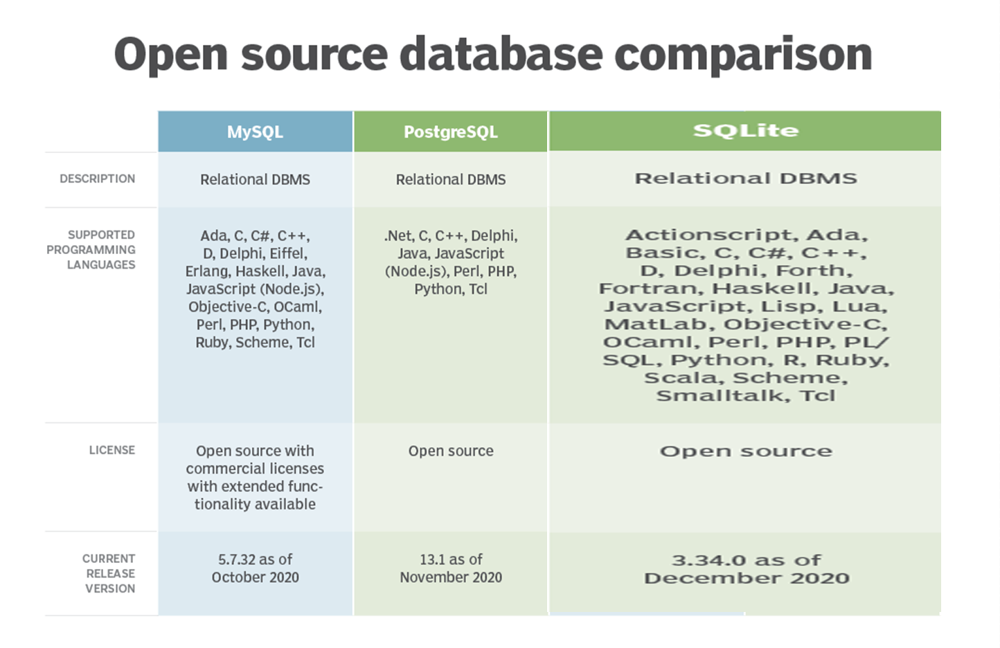 Open source database comparison
MySQL
PostgreSQL
SQLite
DESCRIPTION
Relational DBMS
Relational DBMS
Relational DBMS
SUPPORTED
PROGRAMMING
LANGUAGES
Ada, C, C#, C++,
D, Delphi, Eiffel,
Erlang, Haskell, Java,
JavaScript (Node.js),
Objective-C, OCaml,
Perl, PHP, Python,
Ruby, Scheme, Tcl
.Net, C, C++, Delphi,
Java, JavaScript
(Node.js), Perl, PHP,
Python, Tcl
Actionscript, Ada,
Basic, C, C#, C++,
D, Delphi, Forth,
Fortran, Haskell, Java,
JavaScript, Lisp, Lua,
MatLab, Objective-C,
OCaml, Perl, PHP, PL/
SQL, Python, R, Ruby,
Scala, Scheme,
Smalltalk, Tcl
LICENSE
Open source with
commercial licenses
with extended func-
tionality available
Open source
Open source
CURRENT
RELEASE
VERSION
5.7.32 as of
October 2020
13.1 as of
November 2020
3.34.0 as of
December 2020